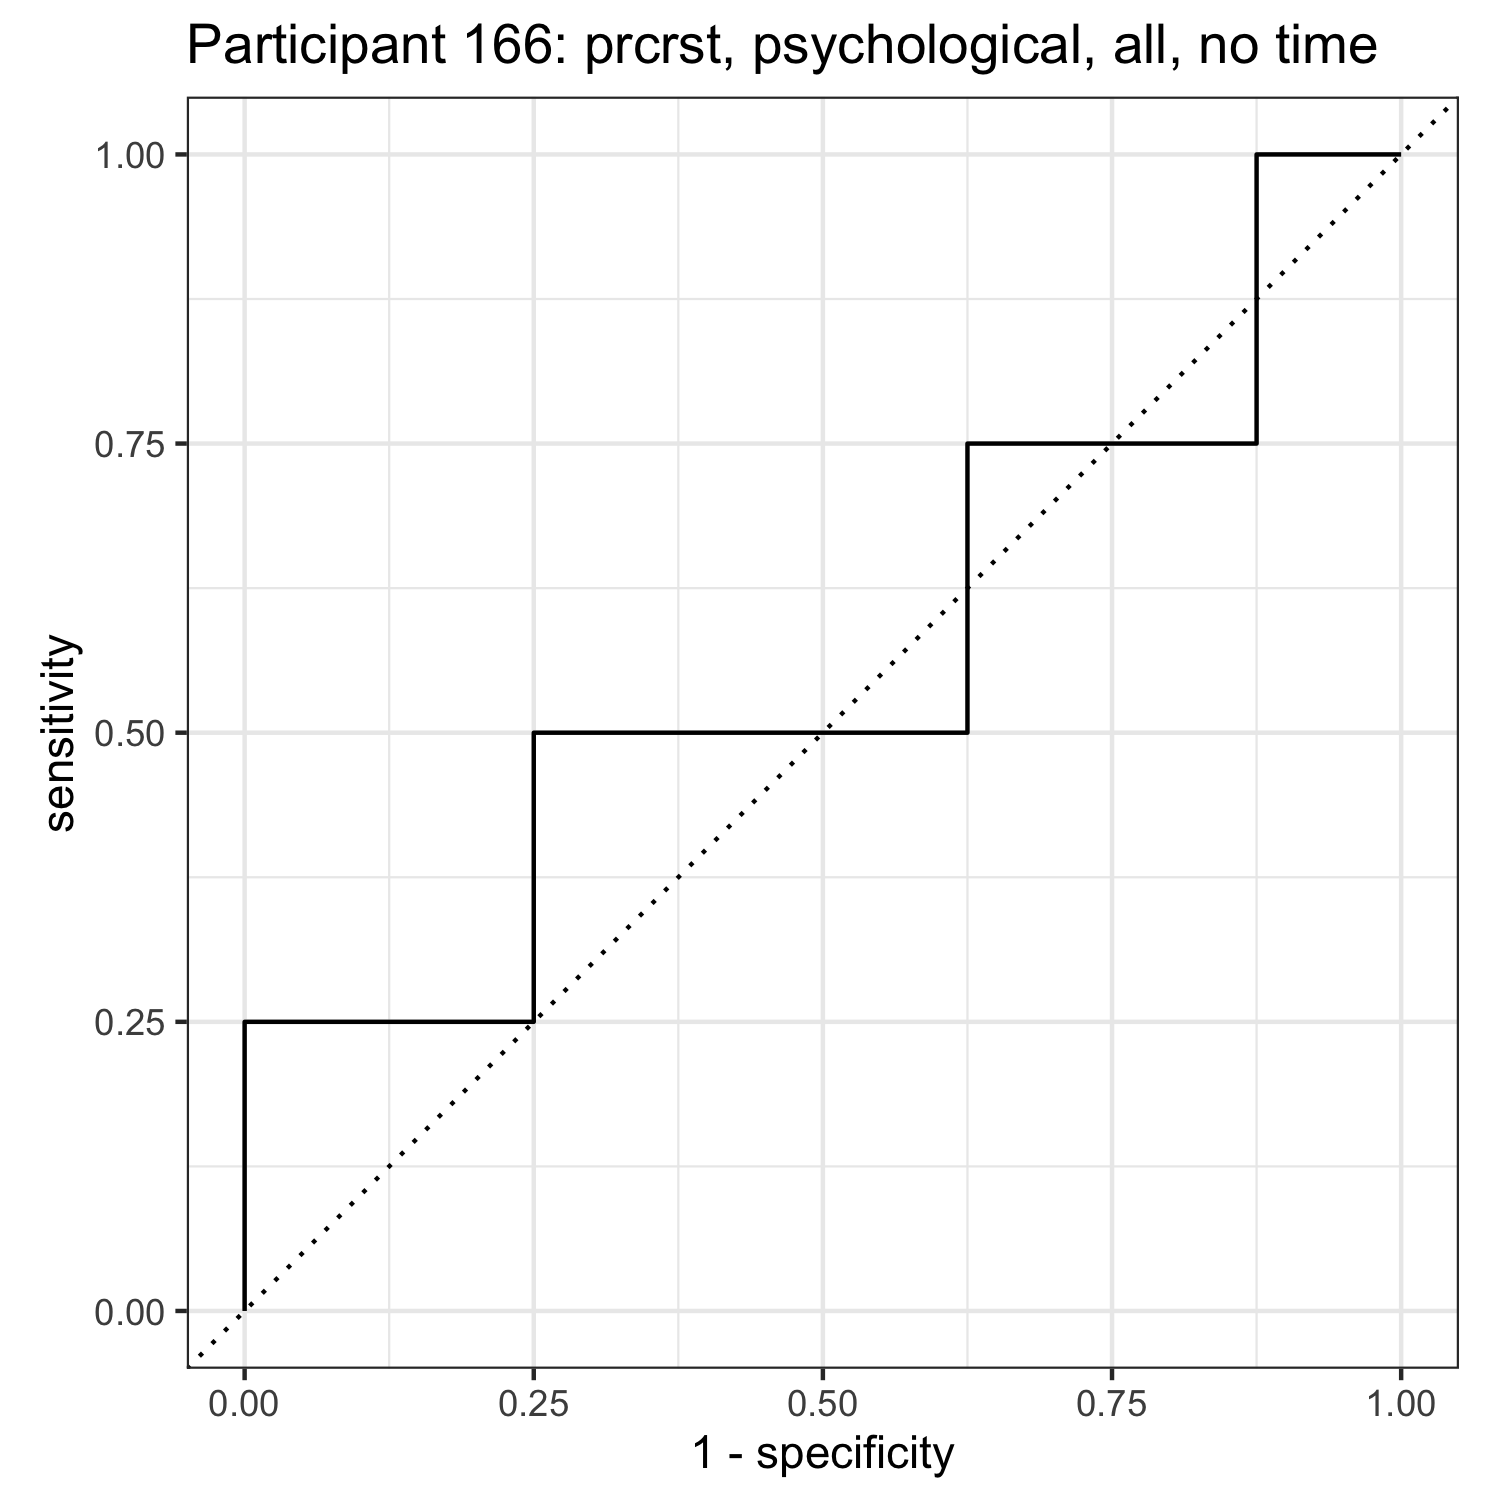 Participant 166: prcrst, psychological, all, no time
1.00
0.75
0.50
0.25
0.00
sensitivity
0.00 0.25 0.50 0.75 1.00
1 - specificity